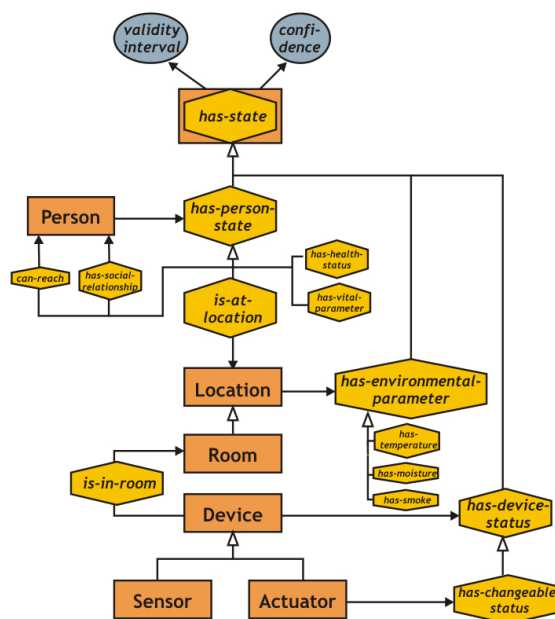 validity
interval
confi-
dence
has-state
Person
has-person-
state
can-reach
has-social-
relationship
has-health-
status
has-vital-
parameter
is-at-
location
Location
has-environmental-
parameter
Room
has-
temperature
has-moisture
has-smoke
is-in-room
Device
has-device-
status
Sensor
Actuator
has-changeable
status